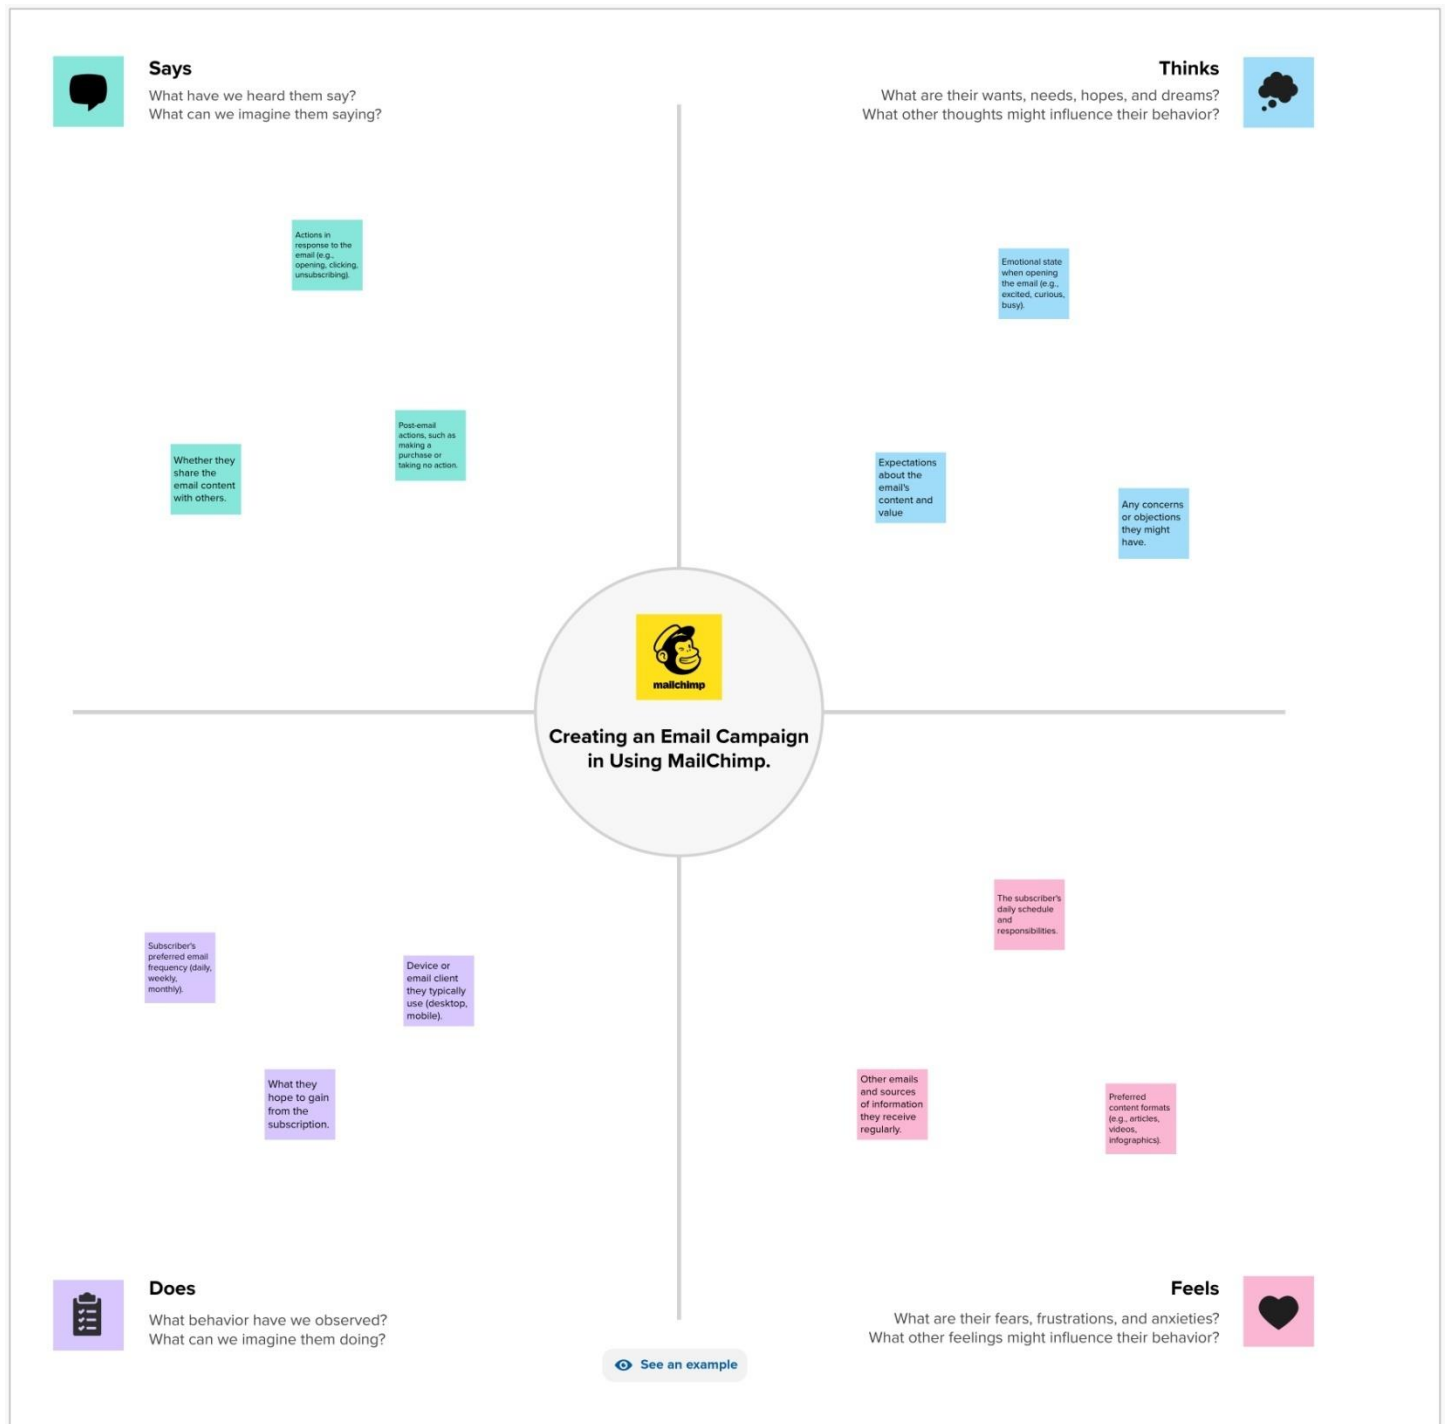 Says
What have we heard them say?
What can we imagine them saying?
Thinks
What are their wants, needs, hopes, and dreams?
What other thoughts might influence their behavior?
Actions in
response to the
email (e.g.,
opening, clicking,
unsubscribing).
Post-email
actions, such as
making a
purchase or
taking no action.
Whether they
share the
email content
with others.
Emotional state
when opening
the email (e.g.,
excited, curious,
busy).
Expectations
about the
email's
content and
value
Any concerns
or objections
they might
have.
mailchimp
Creating an Email Campaign
in Using MailChimp.
Subscriber's
preferred email
frequency (daily,
weekly,
monthly).
Device or
email client
they typically
use (desktop,
mobile).
What they
hope to gain
from the
subscription.
The subscriber's
daily schedule
and
responsibilities.
Other emails
and sources
of information
they receive
regularly.
Preferred
content formats
(e.g., articles,
videos,
infographics).
Does
What behavior have we observed?
What can we imagine them doing?
Feels
What are their fears, frustrations, and anxieties?
What other feelings might influence their behavior?
See an example